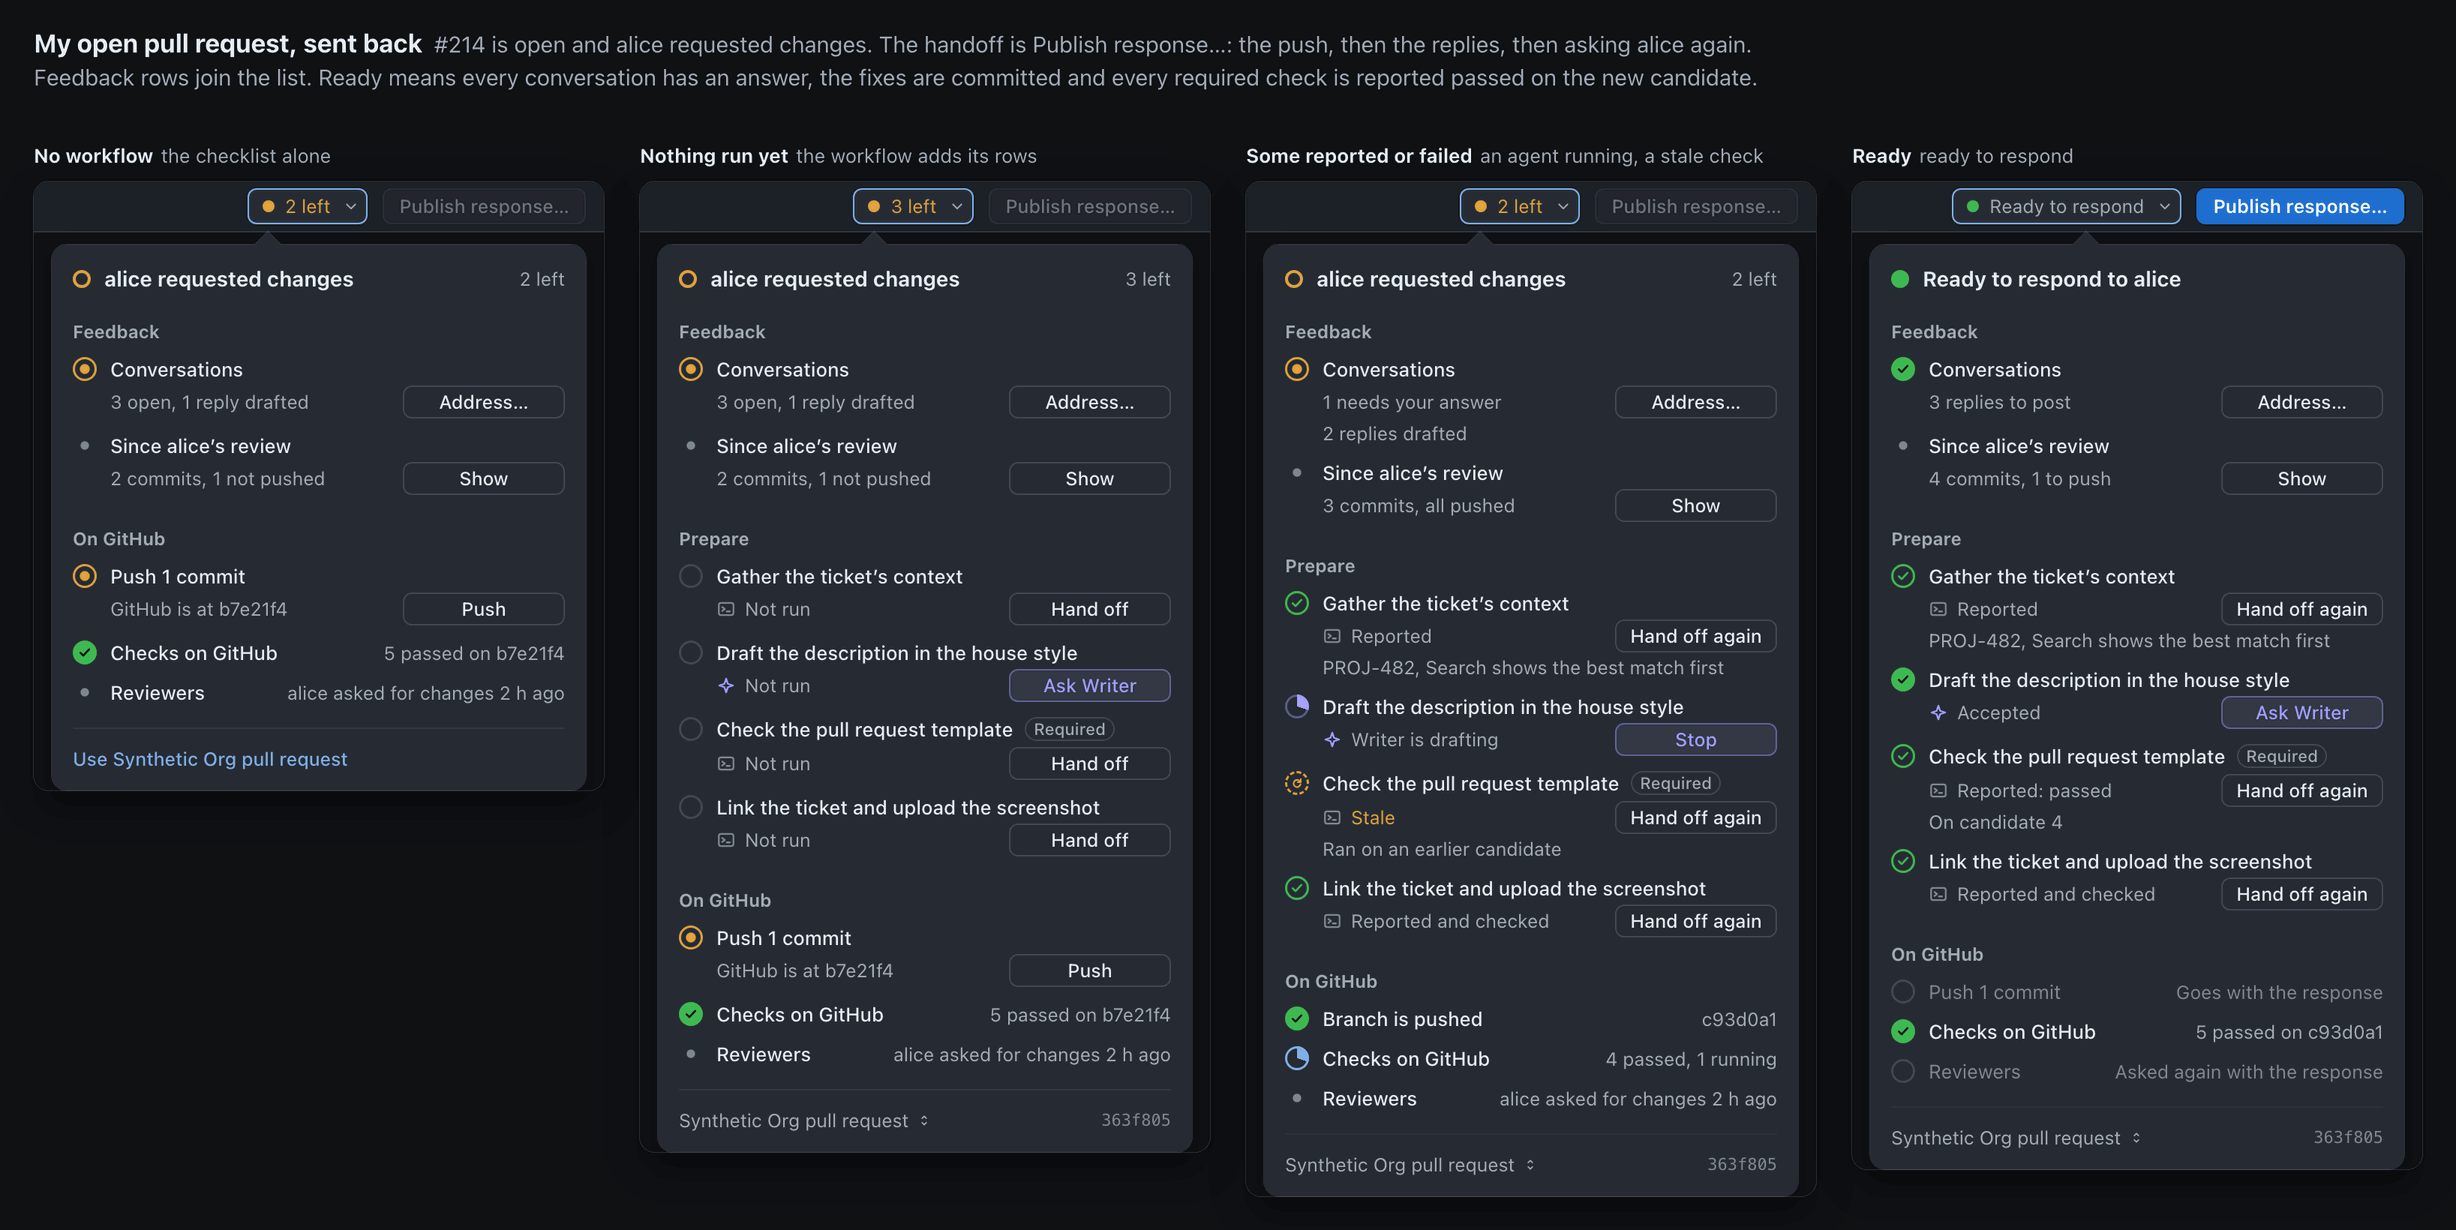 My open pull request, sent back #214 is open and alice requested changes. The handoff is Publish response...: the push, then the replies, then asking alice again.
Feedback rows join the list. Ready means every conversation has an answer, the fixes are committed and every required check is reported passed on the new candidate.
No workflow the checklist alone
2 left Publish response...
alice requested changes 2 left
Feedback
Conversations
3 open, 1 reply drafted Address...
Since alice’s review
2 commits, 1 not pushed Show
On GitHub
Push 1 commit
GitHub is at b7e21f4 Push
Checks on GitHub 5 passed on b7e21f4
Reviewers alice asked for changes 2 h ago
Use Synthetic Org pull request
Nothing run yet the workflow adds its rows
3 left Publish response...
alice requested changes 3 left
Feedback
Conversations
3 open, 1 reply drafted Address...
Since alice’s review
2 commits, 1 not pushed Show
Prepare
Gather the ticket’s context
Not run Hand off
Draft the description in the house style
Not run Ask Writer
Check the pull request template Required
Not run Hand off
Link the ticket and upload the screenshot
Not run Hand off
On GitHub
Push 1 commit
GitHub is at b7e21f4 Push
Checks on GitHub 5 passed on b7e21f4
Reviewers alice asked for changes 2 h ago
Synthetic Org pull request 363f805
Some reported or failed an agent running, a stale check
2 left Publish response...
alice requested changes 2 left
Feedback
Conversations
1 needs your answer Address...
2 replies drafted
Since alice’s review
3 commits, all pushed Show
Prepare
Gather the ticket’s context
Reported Hand off again
PROJ-482, Search shows the best match first
Draft the description in the house style
Writer is drafting Stop
Check the pull request template Required
Stale Hand off again
Ran on an earlier candidate
Link the ticket and upload the screenshot
Reported and checked Hand off again
On GitHub
Branch is pushed c93d0a1
Checks on GitHub 4 passed, 1 running
Reviewers alice asked for changes 2 h ago
Synthetic Org pull request 363f805
Ready ready to respond
Ready to respond Publish response...
Ready to respond to alice
Feedback
Conversations
3 replies to post Address...
Since alice’s review
4 commits, 1 to push Show
Prepare
Gather the ticket’s context
Reported Hand off again
PROJ-482, Search shows the best match first
Draft the description in the house style
Accepted Ask Writer
Check the pull request template Required
Reported: passed Hand off again
On candidate 4
Link the ticket and upload the screenshot
Reported and checked Hand off again
On GitHub
Push 1 commit Goes with the response
Checks on GitHub 5 passed on c93d0a1
Reviewers Asked again with the response
Synthetic Org pull request 363f805